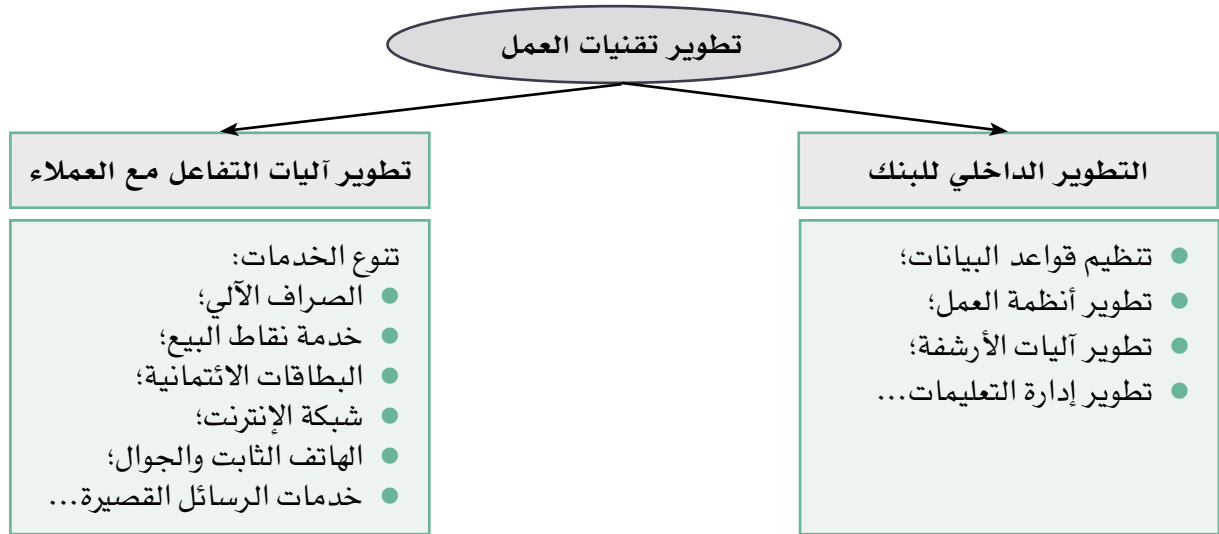 تطوير تقنيات العمل
التطوير الداخلي للبنك
تنظيم قواعد البيانات؛
تطوير أنظمة العمل؛
تطوير آليات الأرشفة؛
تطوير إدارة التعليمات...
تطوير آليات التفاعل مع العملاء
تنوع الخدمات:
الصراف الآلي؛
خدمة نقاط البيع؛
البطاقات الائتمانية؛
شبكة الإنترنت؛
الهاتف الثابت والجوال؛
خدمات الرسائل القصيرة...